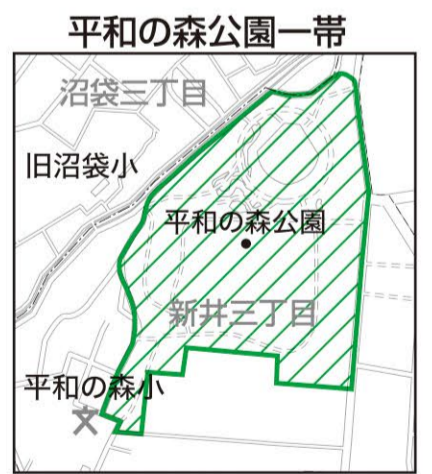 平和の森公園一帯
沼袋三丁目
旧沼袋小
平和の森公園
新井三丁目
平和の森小